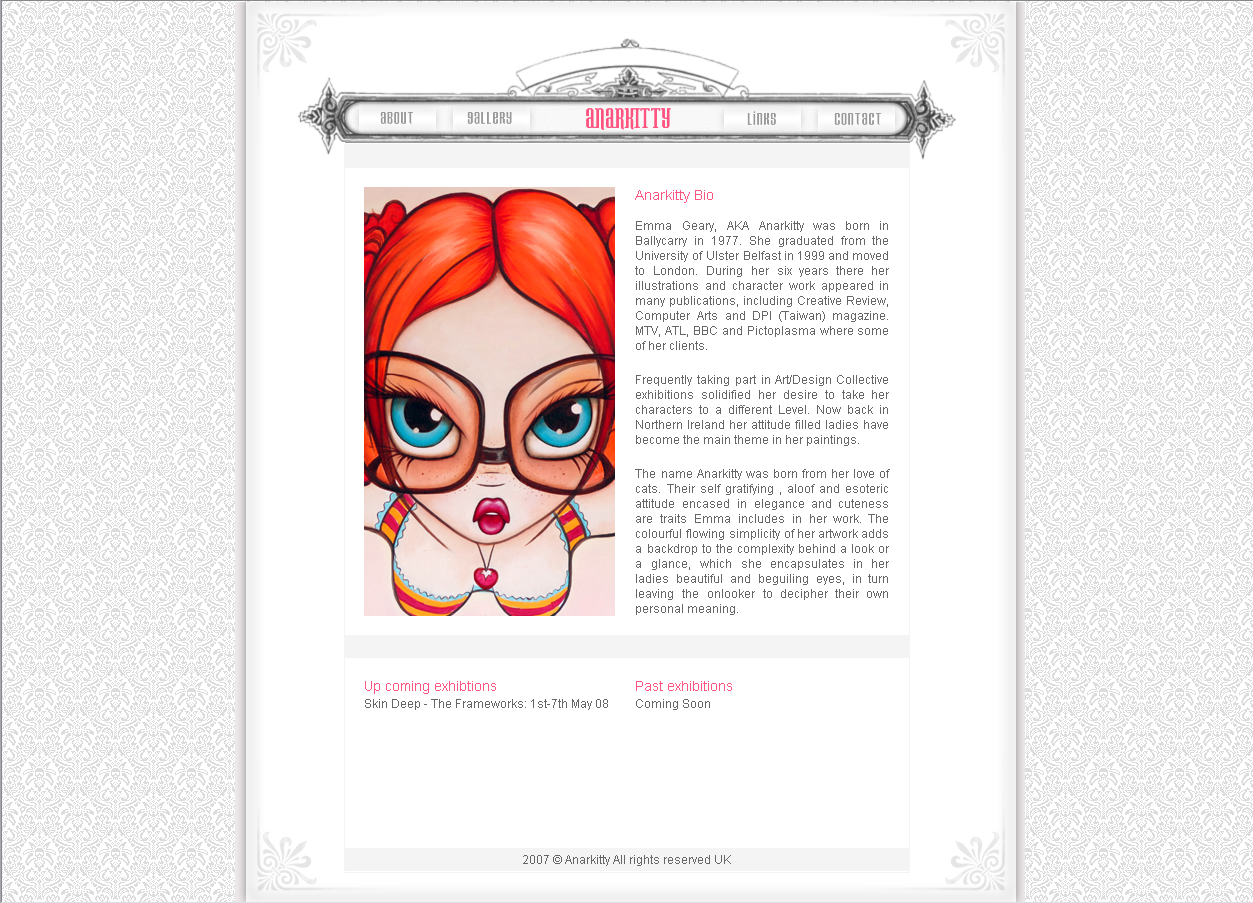 ABOUT
GALLERY
ANARKITTY
LINKS
CONTACT
Anarkitty Bio
Emma Geary, AKA Anarkitty was born in
Ballycarry in 1977. She graduated from the
University of Ulster Belfast in 1999 and moved
to London. During her six years there her
illustrations and character work appeared in
many publications, including Creative Review,
Computer Arts and DPI (Taiwan) magazine.
MTV, ATL, BBC and Pictoplasma where some
of her clients.
Frequently taking part in Art/Design Collective
exhibitions solidified her desire to take her
characters to a different Level. Now back in
Northern Ireland her attitude filled ladies have
become the main theme in her paintings.
The name Anarkitty was born from her love of
cats. Their self gratifying , aloof and esoteric
attitude encased in elegance and cuteness
are traits Emma includes in her work. The
colourful flowing simplicity of her artwork adds
a backdrop to the complexity behind a look or
a glance, which she encapsulates in her
ladies beautiful and beguiling eyes, in turn
leaving the onlooker to decipher their own
personal meaning.
Up coming exhibtions
Skin Deep - The Frameworks: 1st-7th May 08
Past exhibitions
Coming Soon
2007 © Anarkitty All rights reserved UK